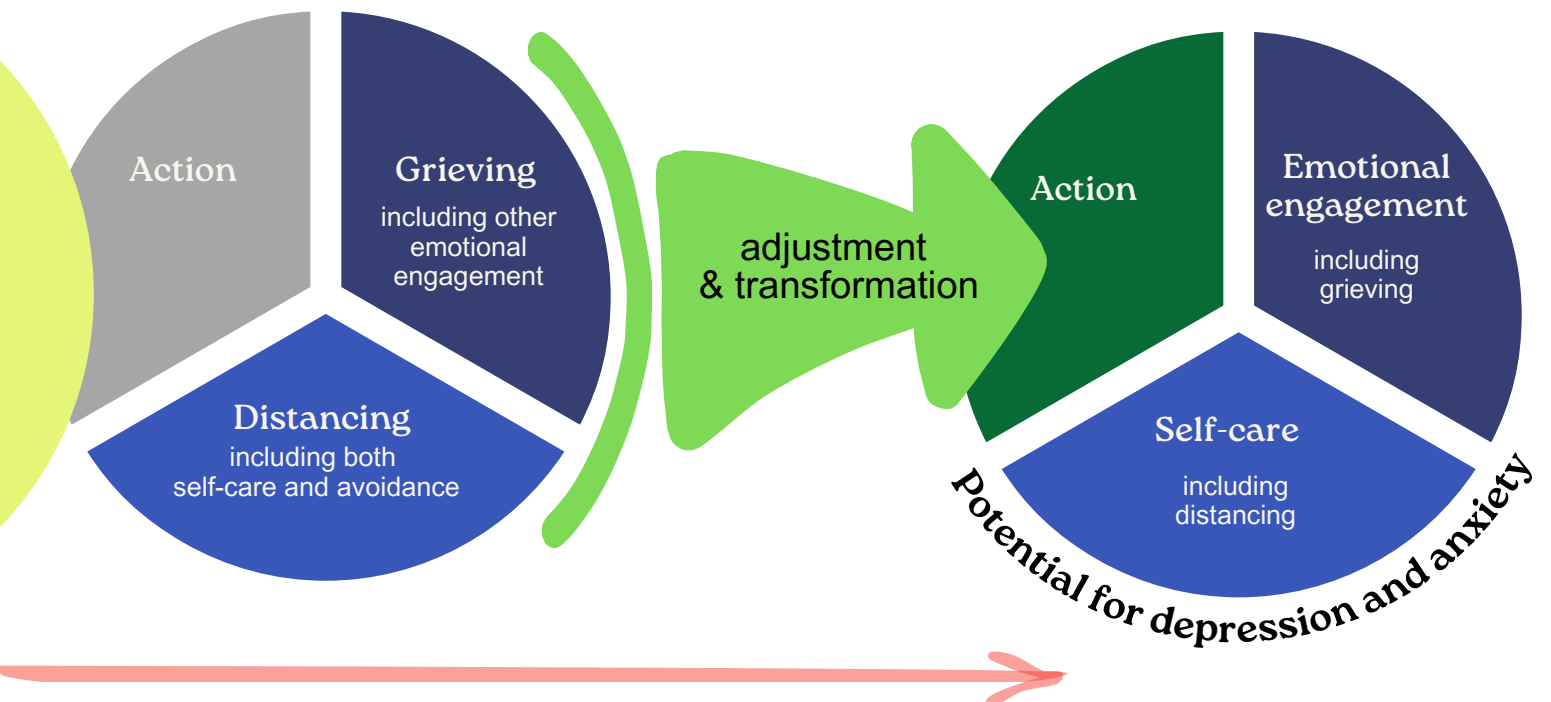 Action
Grieving
including other
emotional
engagement
Distancing
including both
self-care and avoidance
adjustment
& transformation
Action
Emotional
engagement
including
grieving
Self-care
including
distancing
Potential for depression and anxiety